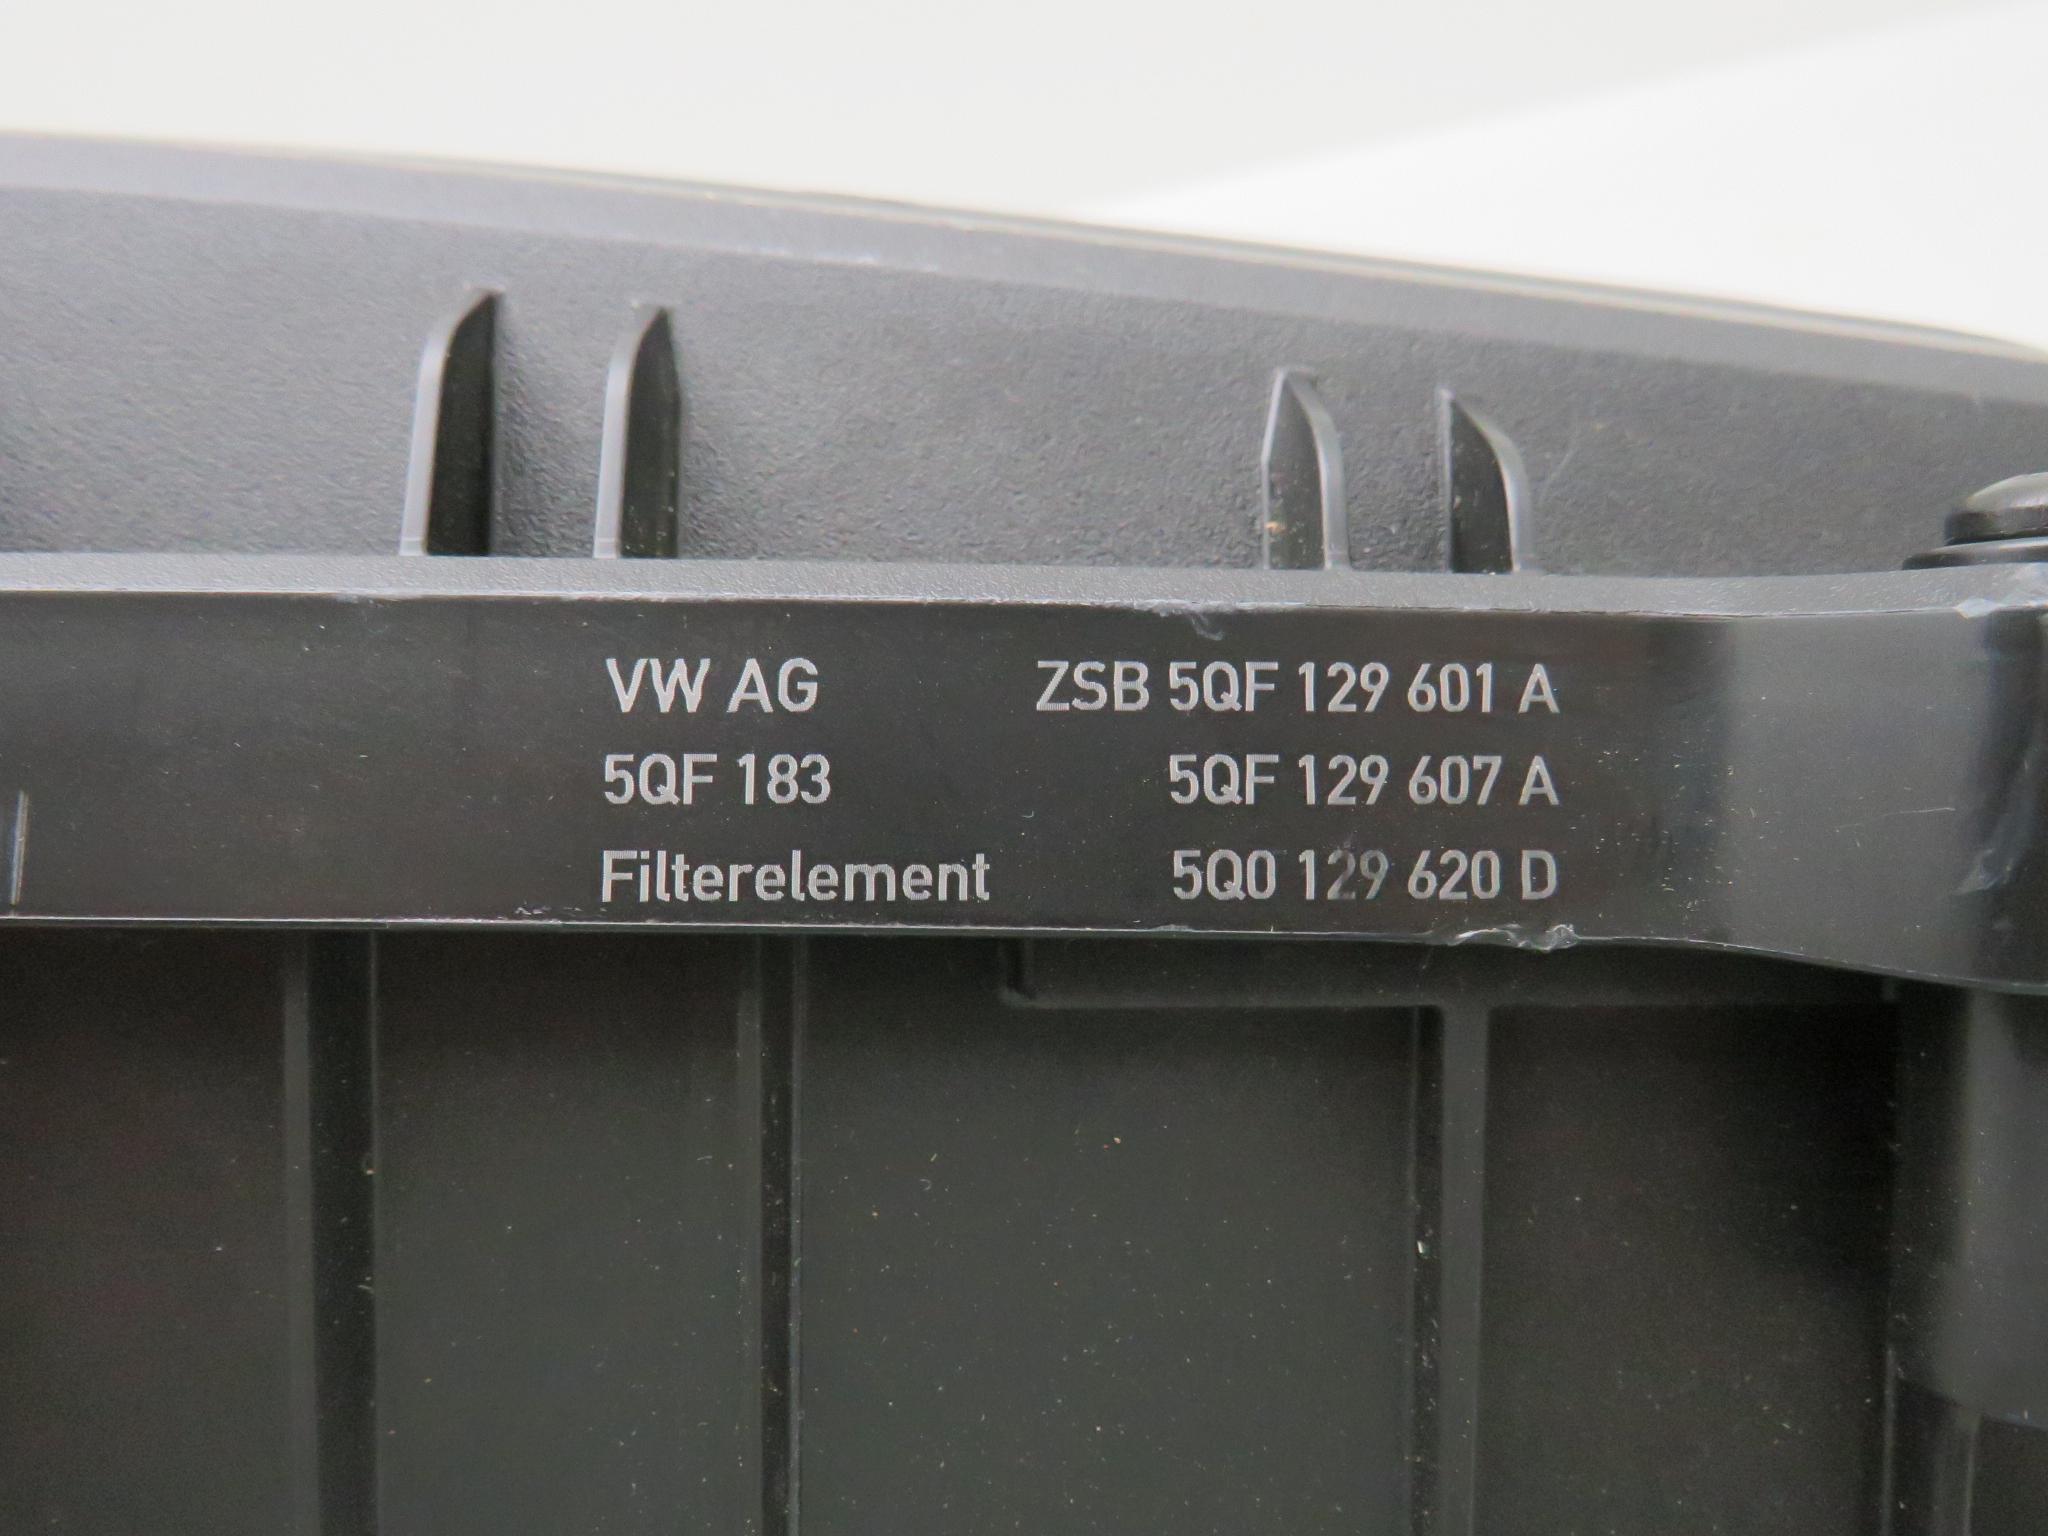 VW AG ZSB 5QF 129 601 A
5QF 183 5QF 129 607 A
Filterelement 5Q0 129 620 D